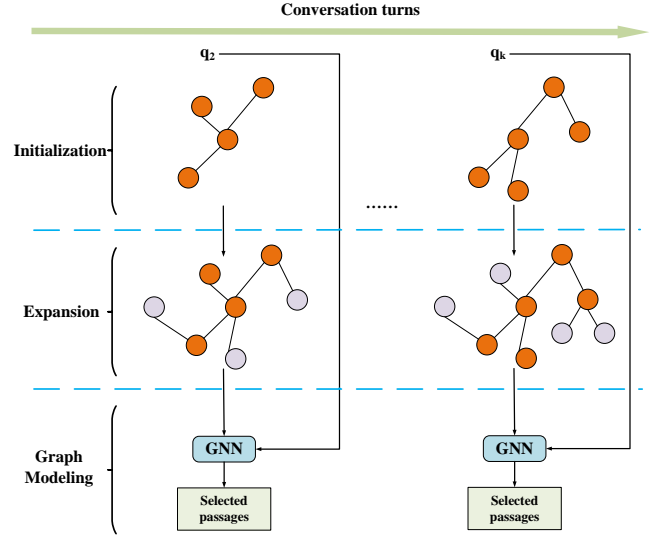 Conversation turns
q2
qk
Initialization
......
Expansion
Graph
Modeling
GNN
GNN
Selected
passages
Selected
passages